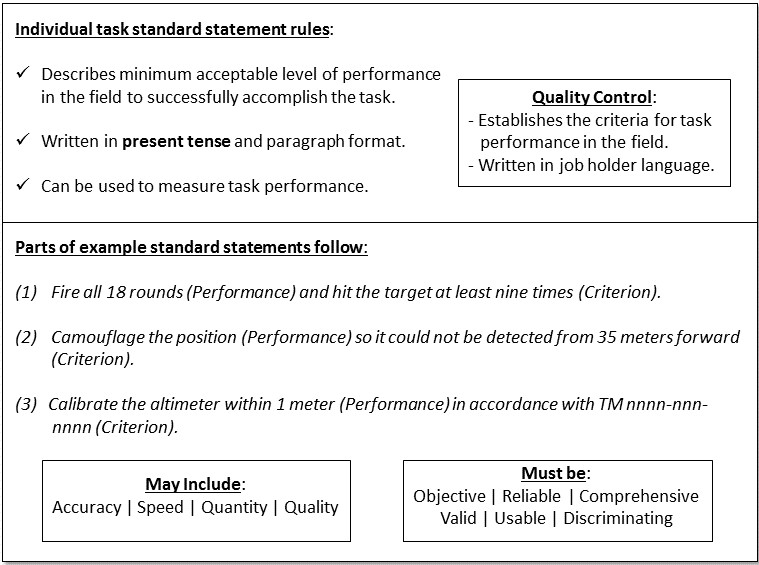 Individual task standard statement rules:
✓ Describes minimum acceptable level of performance
in the field to successfully accomplish the task.
✓ Written in present tense and paragraph format.
✓ Can be used to measure task performance.
Quality Control:
- Establishes the criteria for task
performance in the field.
- Written in job holder language.
Parts of example standard statements follow:
(1) Fire all 18 rounds (Performance) and hit the target at least nine times (Criterion).
(2) Camouflage the position (Performance) so it could not be detected from 35 meters forward
(Criterion).
(3) Calibrate the altimeter within 1 meter (Performance) in accordance with TM nnnn-nnn-
nnnn (Criterion).
May Include:
Accuracy | Speed | Quantity | Quality
Must be:
Objective | Reliable | Comprehensive
Valid | Usable | Discriminating